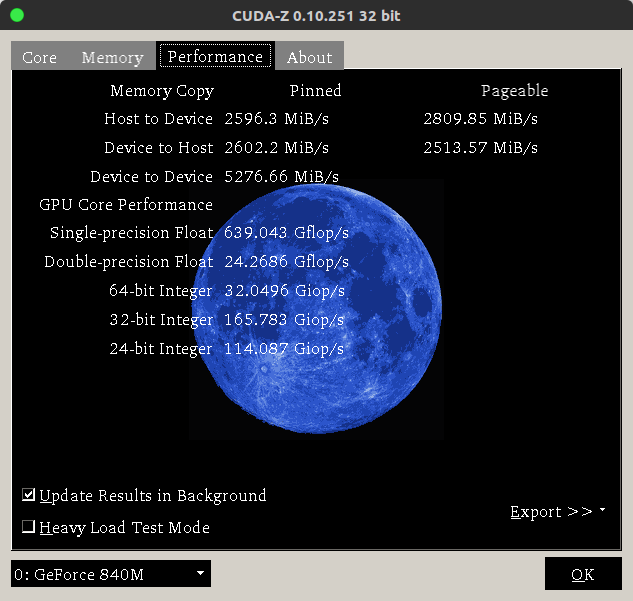 CUDA-Z 0.10.251 32 bit
Core Memory Performance About
Memory Copy Pinned Pageable
Host to Device 2596.3 MiB/s 2809.85 MiB/s
Device to Host 2602.2 MiB/s 2513.57 MiB/s
Device to Device 5276.66 MiB/s
GPU Core Performance
Single-precision Float 639.043 Gflop/s
Double-precision Float 24.2686 Gflop/s
64-bit Integer 32.0496 Giop/s
32-bit Integer 165.783 Giop/s
24-bit Integer 114.087 Giop/s
Update Results in Background
Export >>
Heavy Load Test Mode
0: GeForce 840M
OK